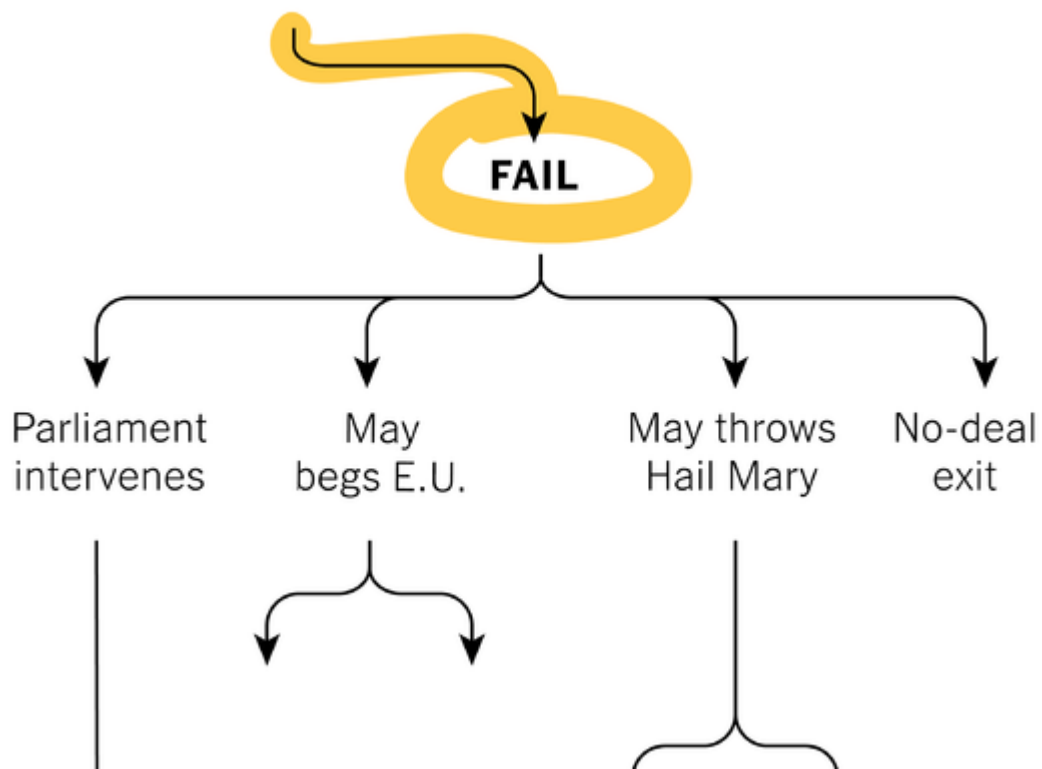 FAIL
Parliament
intervenes
May
begs E.U.
May throws
Hail Mary
No-deal
exit